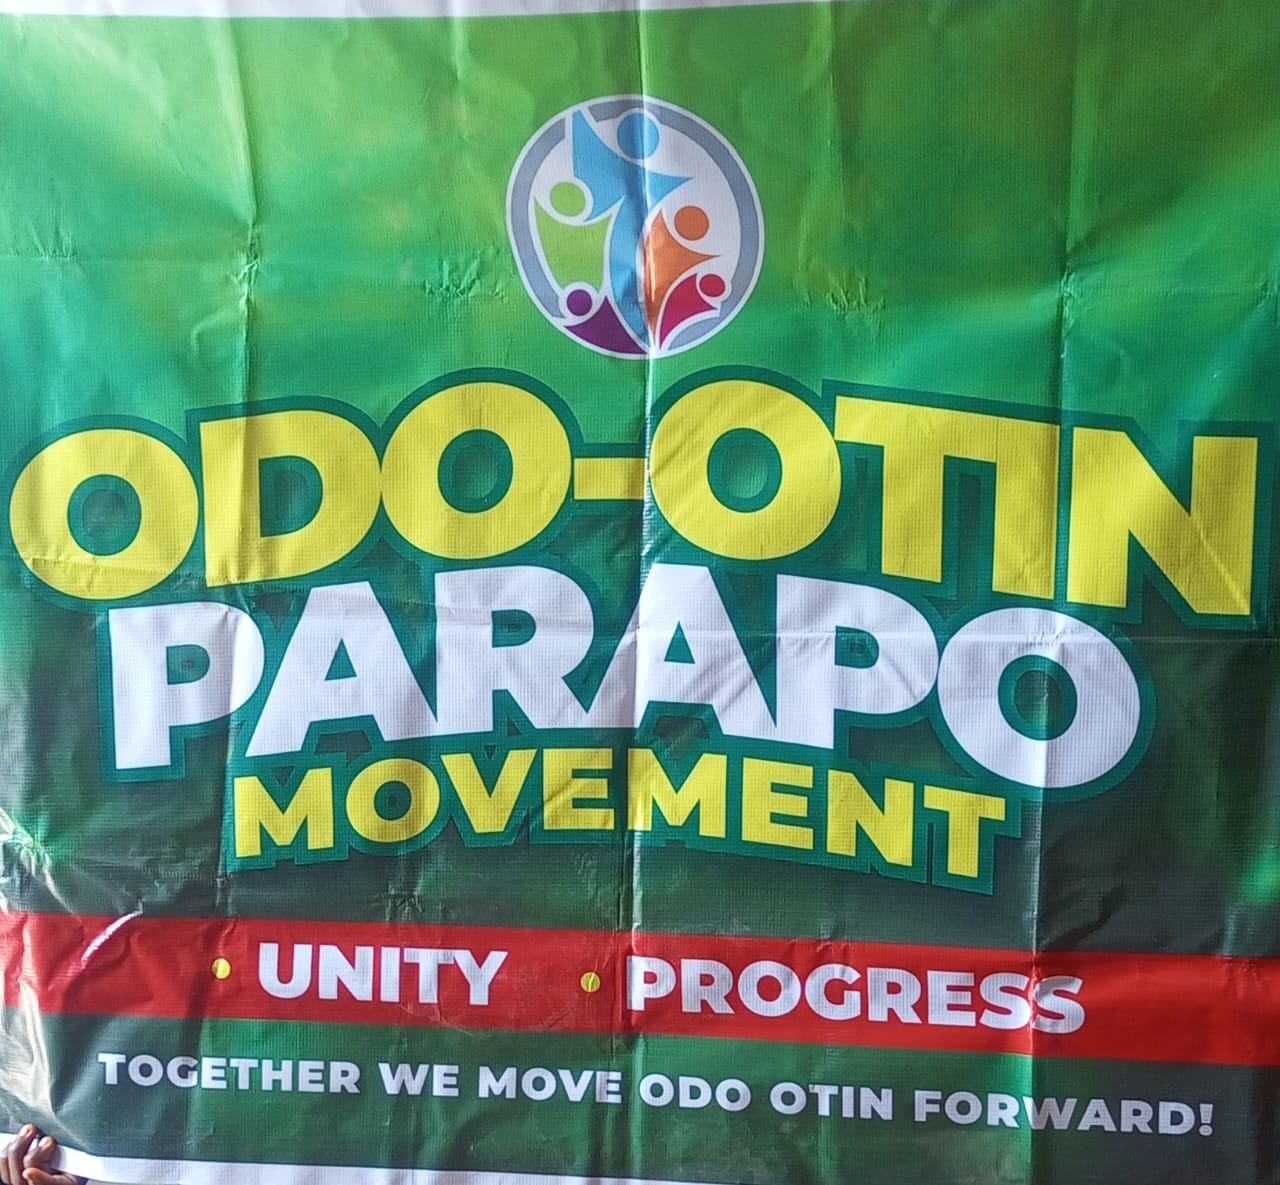 ODO-OTIN
PARAPO
MOVEMENT
• UNITY • PROGRESS
TOGETHER WE MOVE ODO OTIN FORWARD!